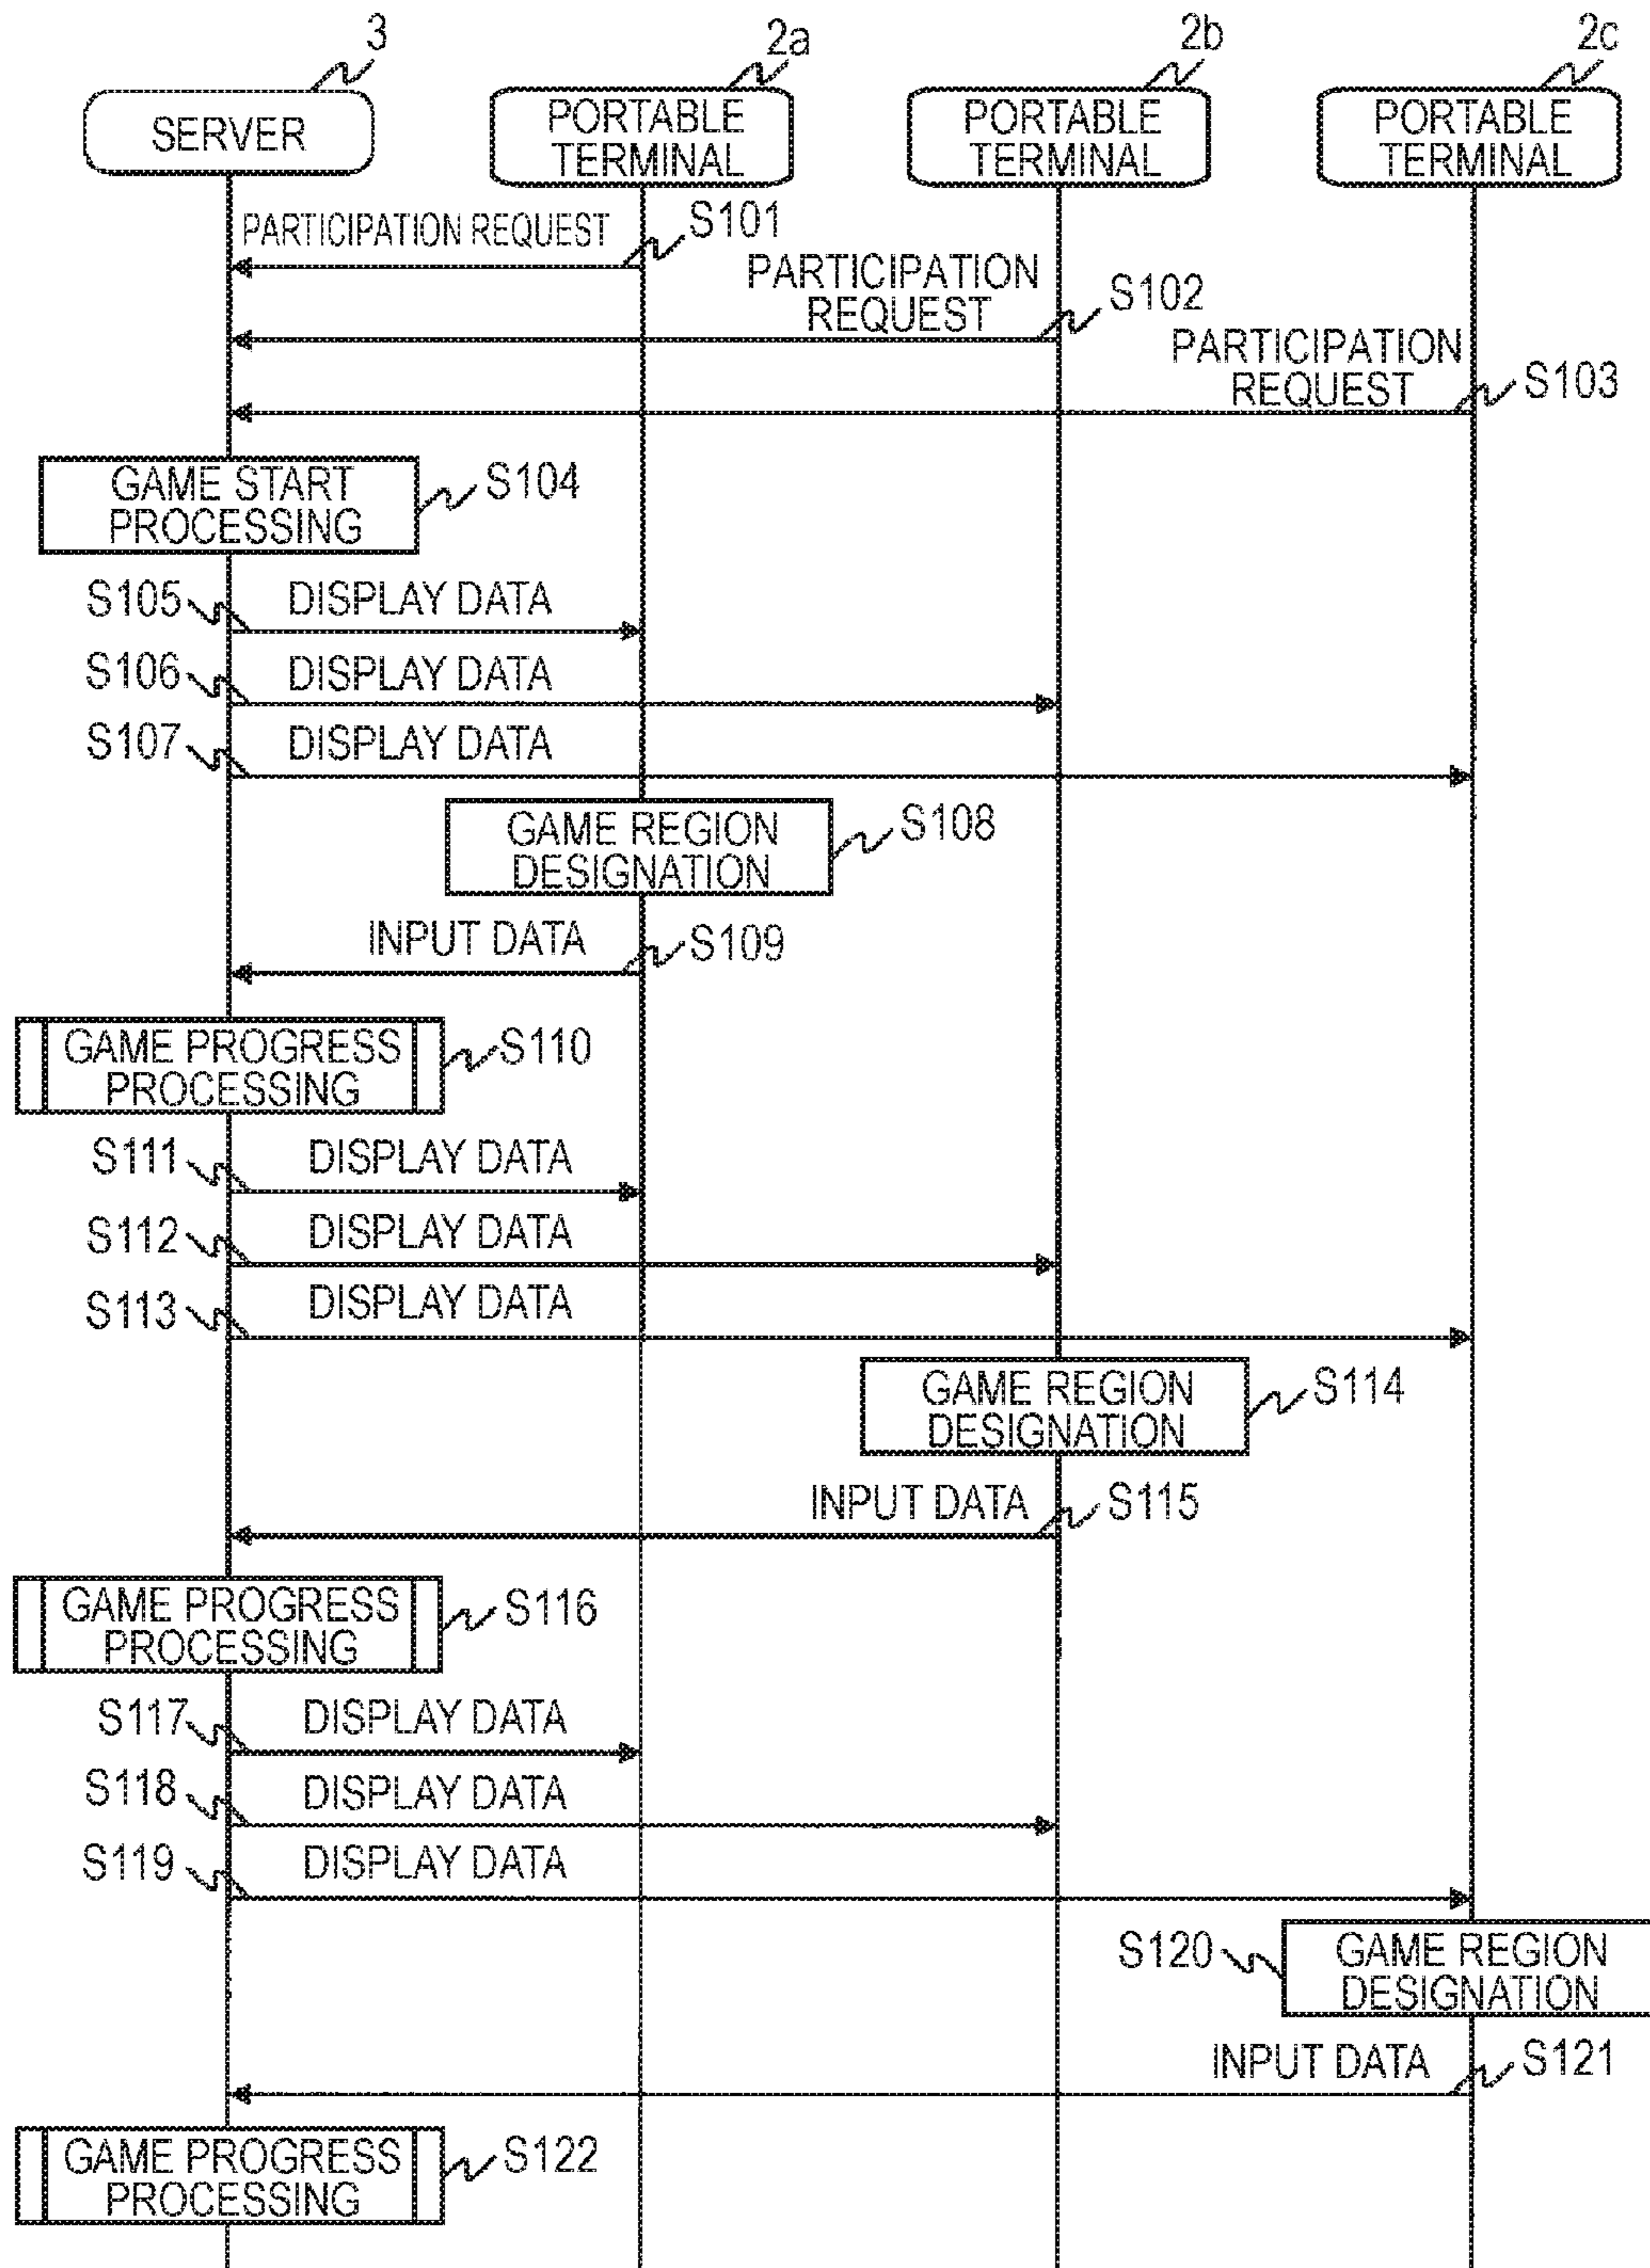 3
2a
2b
2c
SERVER
PORTABLE
TERMINAL
PORTABLE
TERMINAL
PORTABLE
TERMINAL
PARTICIPATION REQUEST
S101
PARTICIPATION
REQUEST
S102
PARTICIPATION
REQUEST
S103
GAME START
PROCESSING
S104
S105
DISPLAY DATA
S106
DISPLAY DATA
S107
DISPLAY DATA
GAME REGION
DESIGNATION
S108
INPUT DATA
S109
GAME PROGRESS
PROCESSING
S110
S111
DISPLAY DATA
S112
DISPLAY DATA
S113
DISPLAY DATA
GAME REGION
DESIGNATION
S114
INPUT DATA
S115
GAME PROGRESS
PROCESSING
S116
S117
DISPLAY DATA
S118
DISPLAY DATA
S119
DISPLAY DATA
S120
GAME REGION
DESIGNATION
INPUT DATA
S121
GAME PROGRESS
PROCESSING
S122